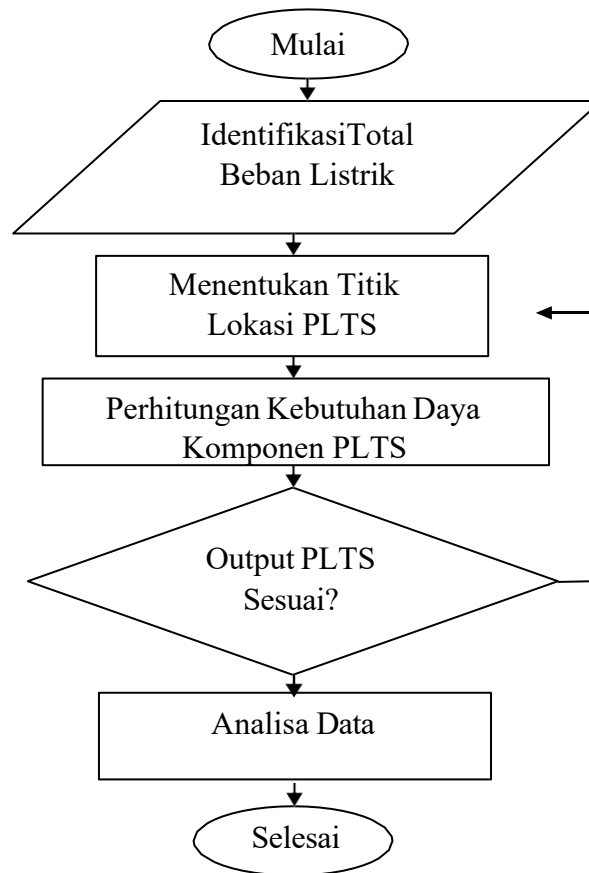 Mulai
IdentifikasiTotal
Beban Listrik
Menentukan Titik
Lokasi PLTS
Perhitungan Kebutuhan Daya
Komponen PLTS
Output PLTS
Sesuai?
Analisa Data
Selesai